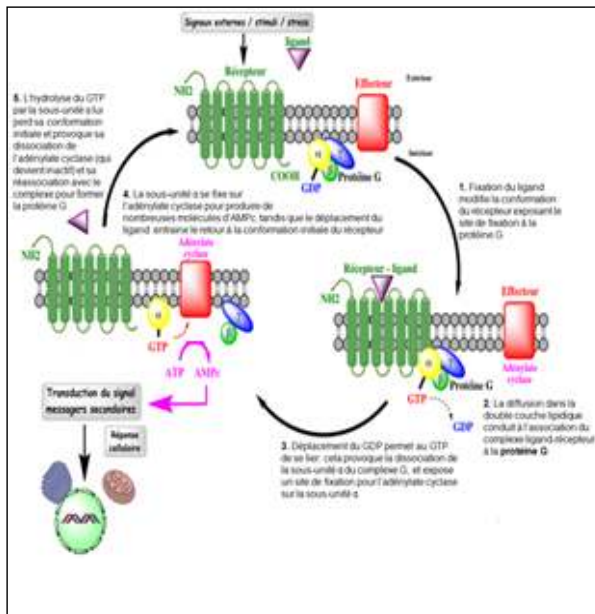 Signaux externes / stimuli / stress
ligand
Récepteur
NH2
Effecteur
Extérieur
Intérieur
COOH
α
β
γ
GDP
Protéine G
1. Fixation du ligand
modifie la conformation
du récepteur exposant le
site de fixation à la
protéine G
Récepteur - ligand
NH2
Effecteur
Adénylate
cyclase
α
β
γ
Protéine G
GTP
GDP
2. La diffusion dans la
double couche lipidique
conduit à l'association du
complexe ligand-récepteur
à la protéine G
3. Déplacement du GDP permet au GTP
de se lier: cela provoque la dissociation de
la sous-unité α du complexe G, et expose
un site de fixation pour l'adénylate cyclase
sur la sous-unité α
4. La sous-unité α se fixe sur
l'adénylate cyclase pour produire de
nombreuses molécules d'AMPc, tandis que le déplacement du
ligand entraine le retour à la conformation initiale du récepteur
5. L'hydrolyse du GTP
par la sous-unité α lui
perd sa conformation
initiale et provoque sa
dissociation de
l'adénylate cyclase (qui
devient inactif) et sa
réassociation avec le
complexe pour former
la protéine G
NH2
Adénylate
cyclase
α
β
γ
GTP
ATP
AMPc
Transduction du signal
messagers secondaires
Réponse
cellulaire